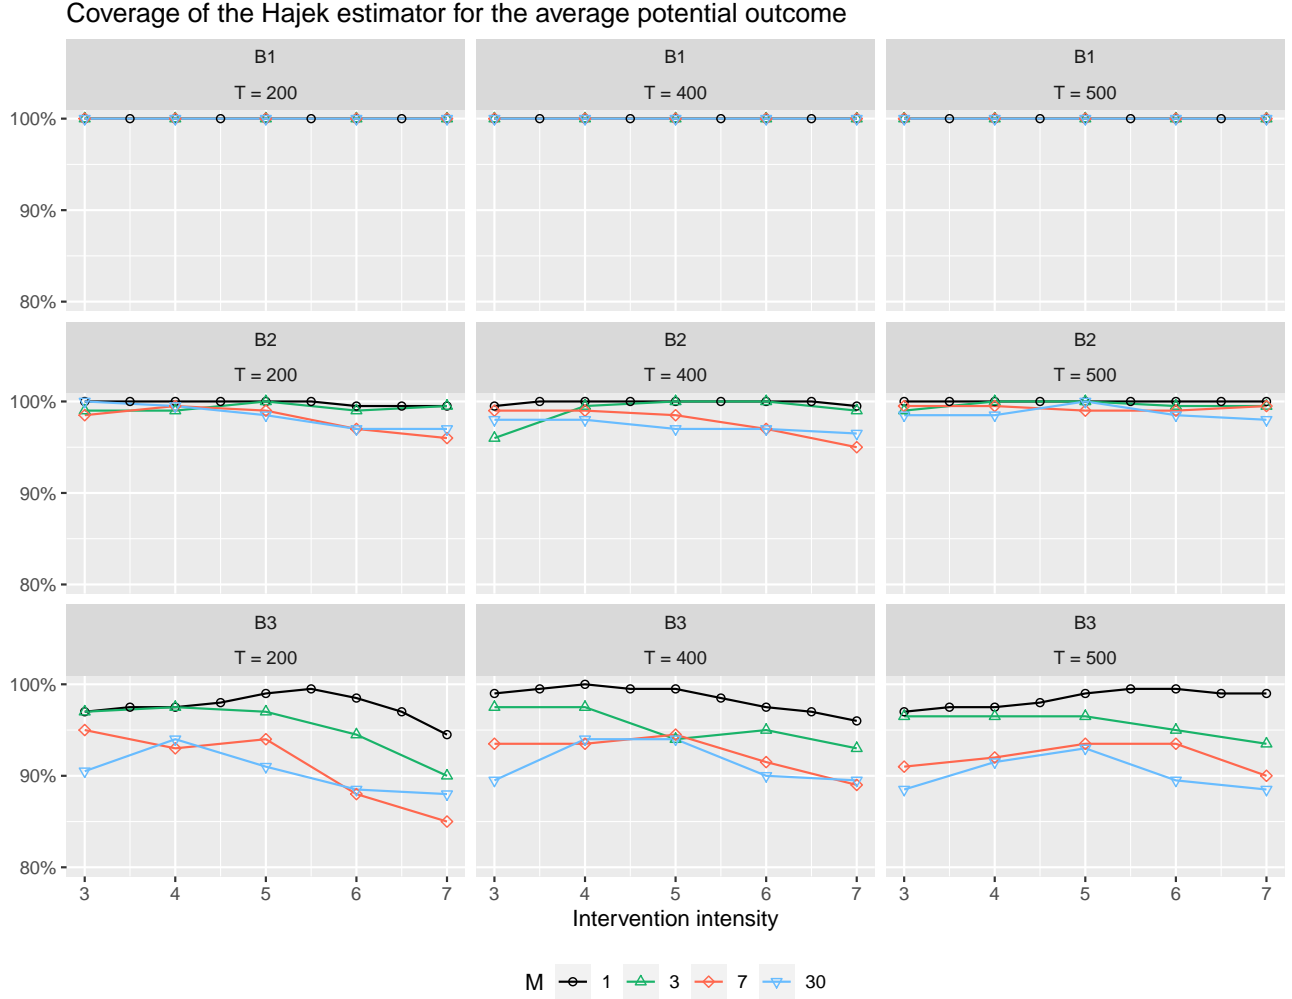 Coverage of the Hajek estimator for the average potential outcome
B1
T = 200
B1
T = 400
B1
T = 500
100%
90%
80%
B2
T = 200
B2
T = 400
B2
T = 500
100%
90%
80%
B3
T = 200
B3
T = 400
B3
T = 500
100%
90%
80%
3 4 5 6 7 3 4 5 6 7 3 4 5 6 7
Intervention intensity
M 1 3 7 30